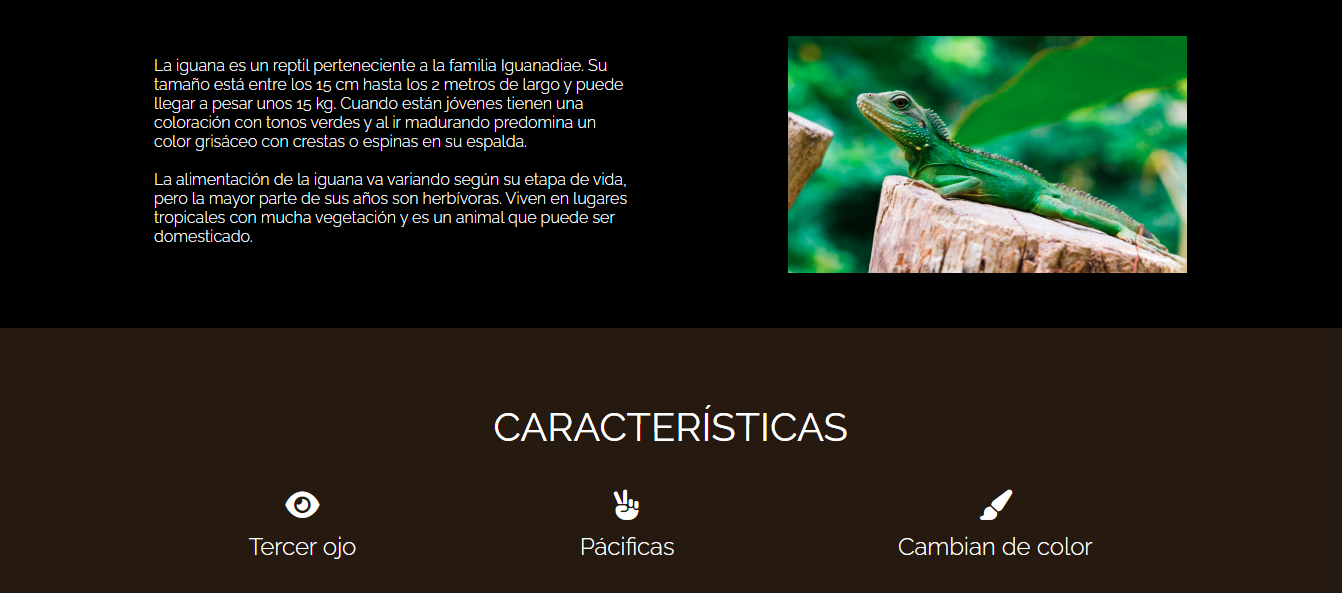 La iguana es un reptil perteneciente a la familia Iguanadiae. Su
tamaño está entre los 15 cm hasta los 2 metros de largo y puede
llegar a pesar unos 15 kg. Cuando están jóvenes tienen una
coloración con tonos verdes y al ir madurando predomina un
color grisáceo con crestas o espinas en su espalda.
La alimentación de la iguana va variando según su etapa de vida,
pero la mayor parte de sus años son herbívoras. Viven en lugares
tropicales con mucha vegetación y es un animal que puede ser
domesticado.
CARACTERÍSTICAS
Tercer ojo
Pácificas
Cambian de color